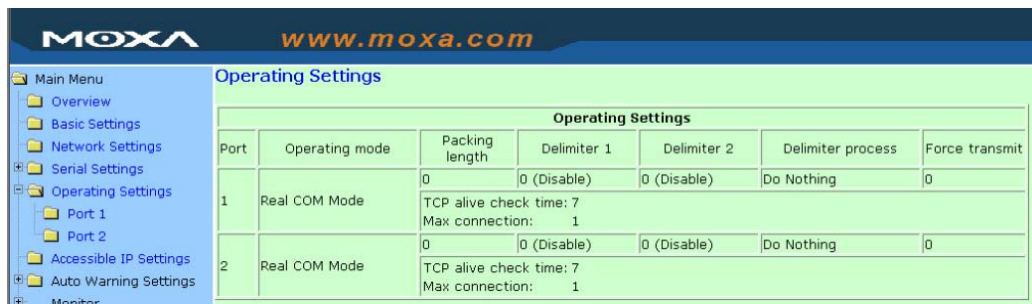 MOXA www.moxa.com
Main Menu
Overview
Basic Settings
Network Settings
Serial Settings
Operating Settings
Port 1
Port 2
Accessible IP Settings
Auto Warning Settings
Monitor
Operating Settings
Operating Settings
Port Operating mode Packing length Delimiter 1 Delimiter 2 Delimiter process Force transmit
1 Real COM Mode 0 0 (Disable) 0 (Disable) Do Nothing 0
TCP alive check time: 7
Max connection: 1
2 Real COM Mode 0 0 (Disable) 0 (Disable) Do Nothing 0
TCP alive check time: 7
Max connection: 1